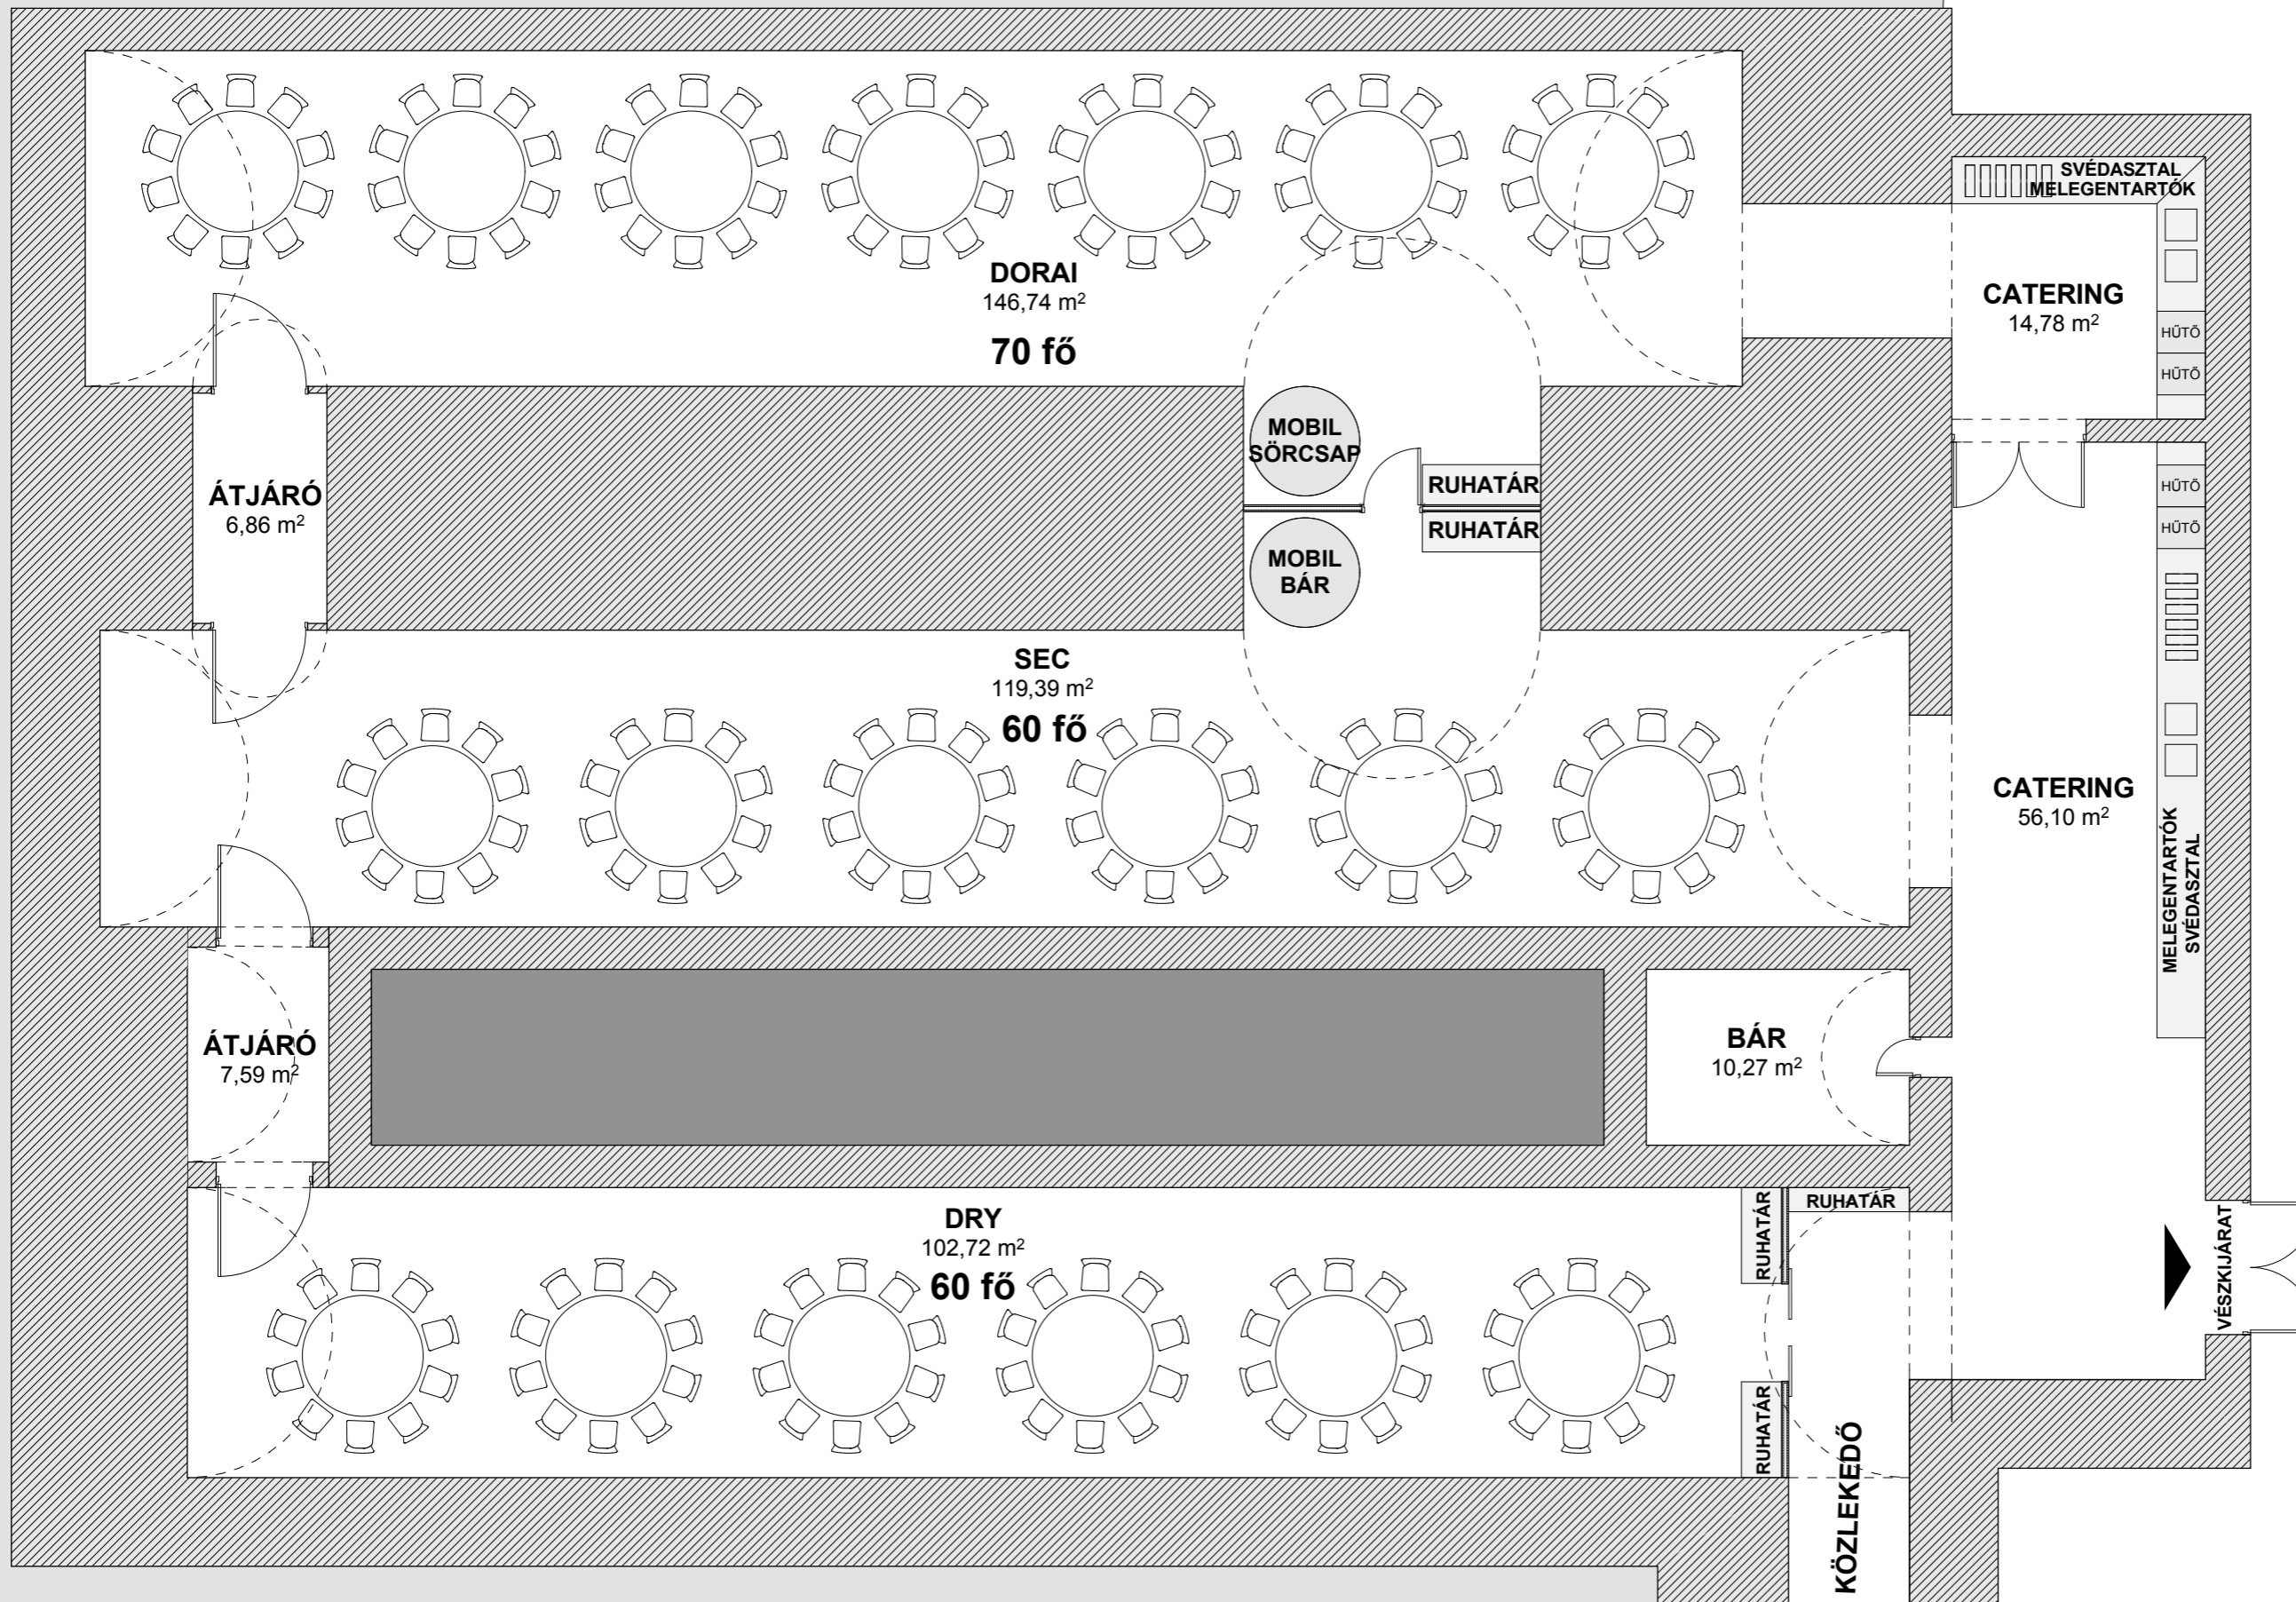 SVÉDASZTAL
MELEGENTARTÓK
DORAI
146,74 m²
70 fő
CATERING
14,78 m²
HŰTŐ
HŰTŐ
MOBIL
SÖRCSAP
RUHATÁR
RUHATÁR
MOBIL
BÁR
ÁTJÁRÓ
6,86 m²
HŰTŐ
HŰTŐ
SEC
119,39 m²
60 fő
CATERING
56,10 m²
MELEGENTARTÓK
SVÉDASZTAL
ÁTJÁRÓ
7,59 m²
BÁR
10,27 m²
DRY
102,72 m²
60 fő
RUHATÁR
RUHATÁR
RUHATÁR
VÉSZKIJÁRAT
KÖZLEKEDŐ